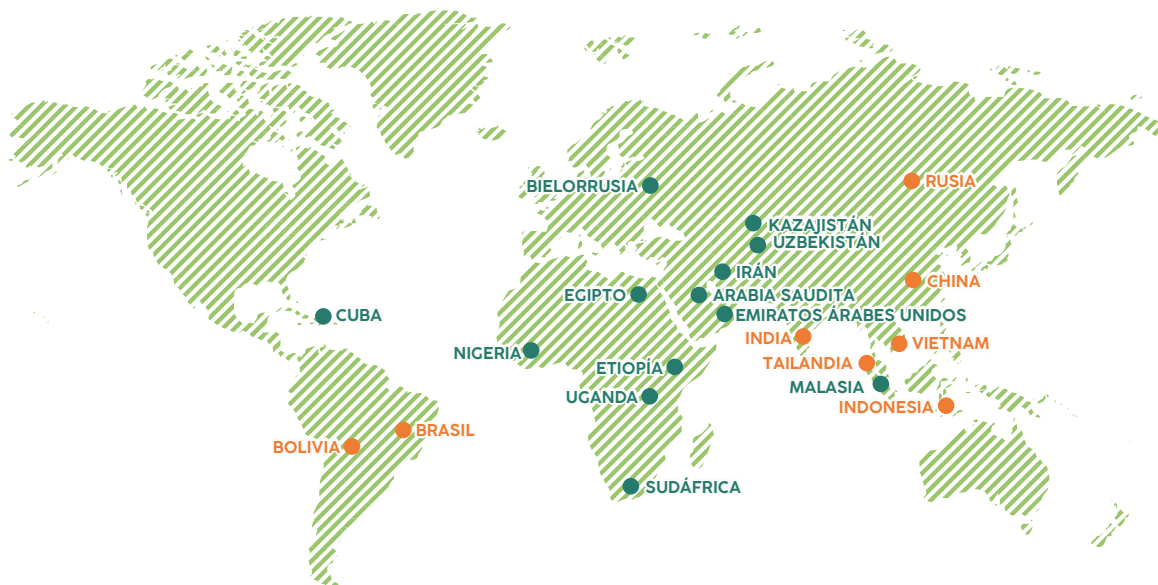 BIELORRUSIA
RUSIA
KAZAJISTÁN
UZBEKISTÁN
IRÁN
CHINA
EGIPTO
ARABIA SAUDITA
CUBA
EMIRATOS ÁRABES UNIDOS
INDIA
VIETNAM
NIGERIA
TAILANDIA
ETIOPÍA
MALASIA
UGANDA
INDONESIA
BRASIL
BOLIVIA
SUDÁFRICA